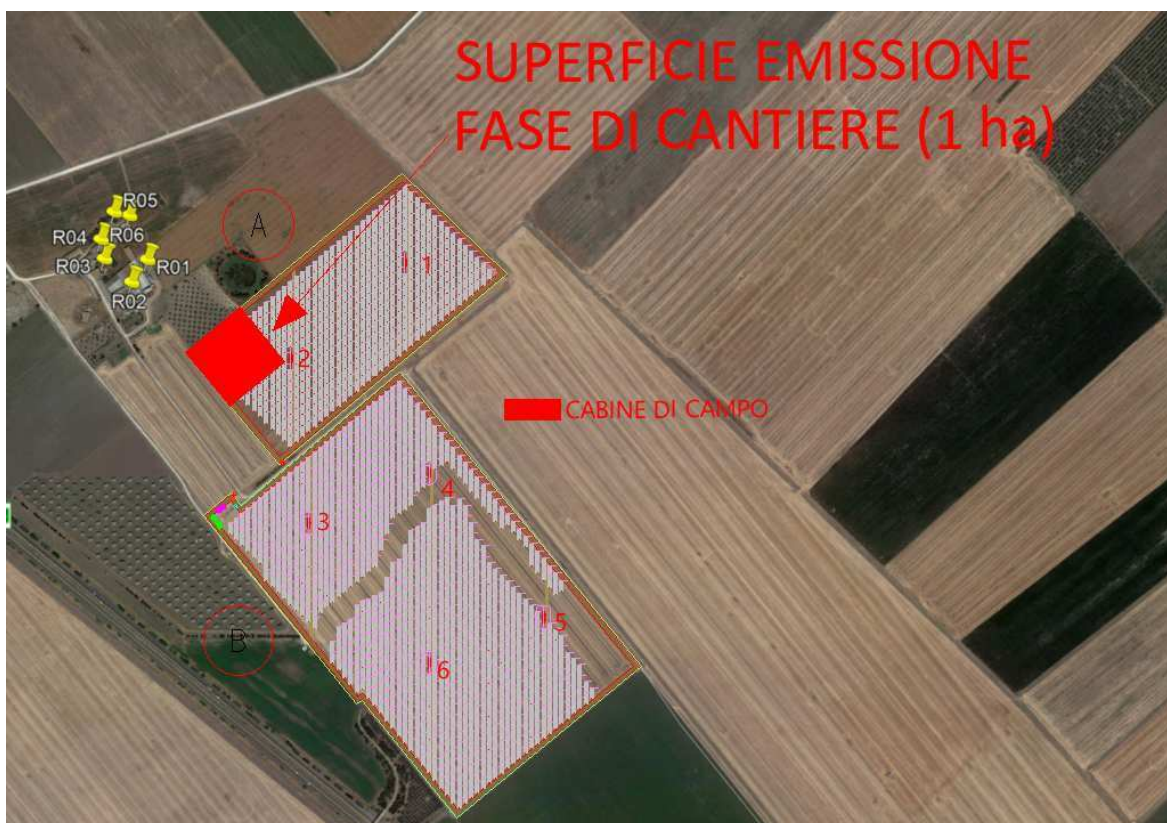 SUPERFICIE EMISSIONE
FASE DI CANTIERE (1 ha)
R05
R04
R06
R03
R01
R02
A
1
2
CABINE DI CAMPO
3
4
5
6
B